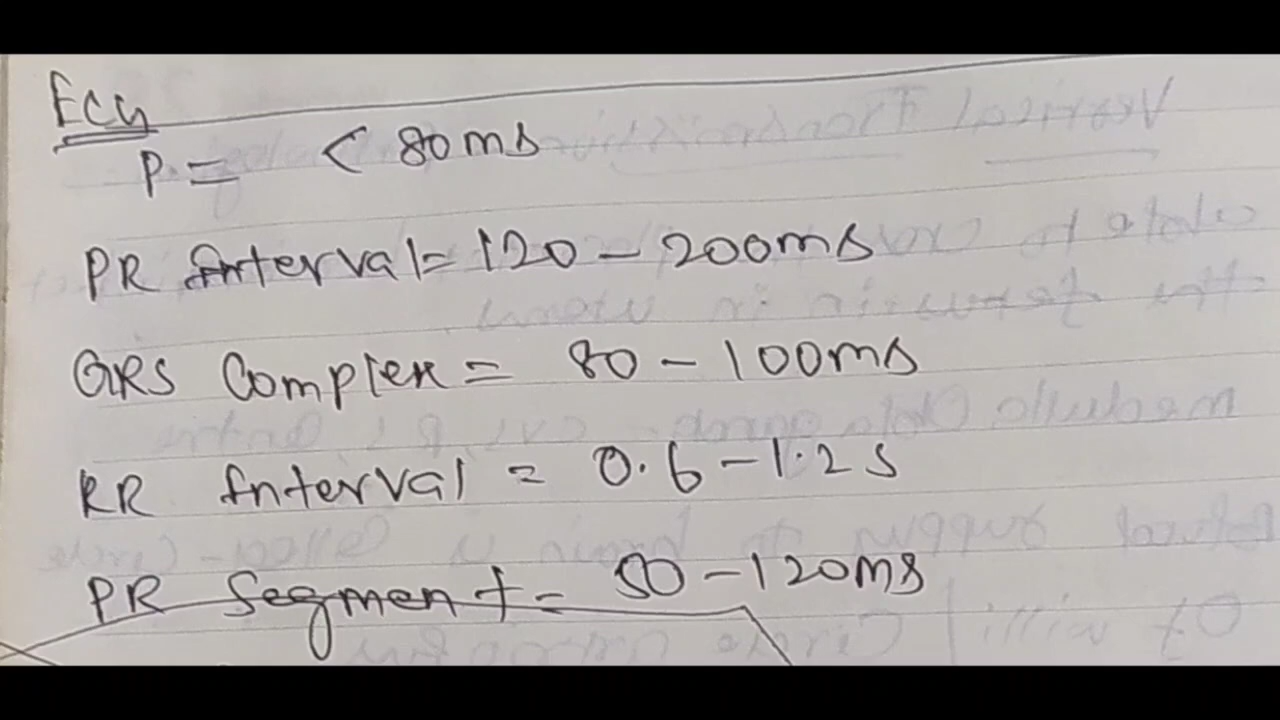 ECG
P. = < 80ms
PR Interval = 120 - 200ms
QRS Complex = 80 - 100ms
RR Interval = 0.6 - 1.2 s
PR Segment = 50 - 120ms